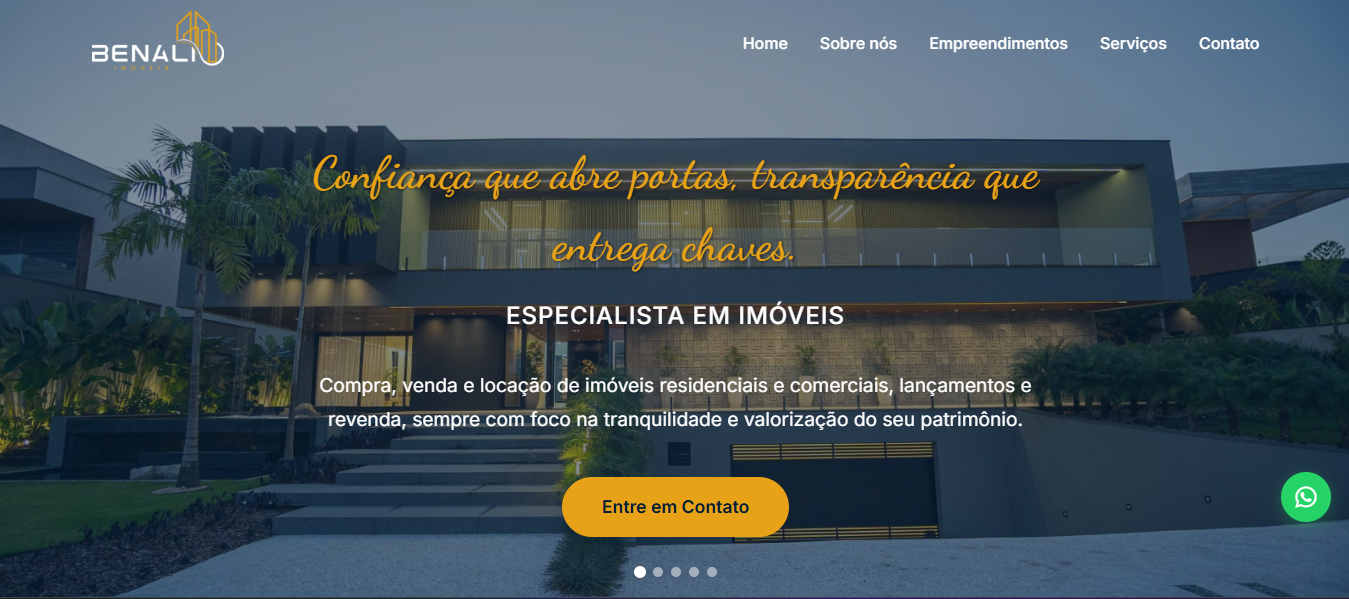 BENALI
IMÓVEIS
Home Sobre nós Empreendimentos Serviços Contato
Confiança que abre portas, transparência que
entrega chaves.
ESPECIALISTA EM IMÓVEIS
Compra, venda e locação de imóveis residenciais e comerciais, lançamentos e
revenda, sempre com foco na tranquilidade e valorização do seu patrimônio.
Entre em Contato